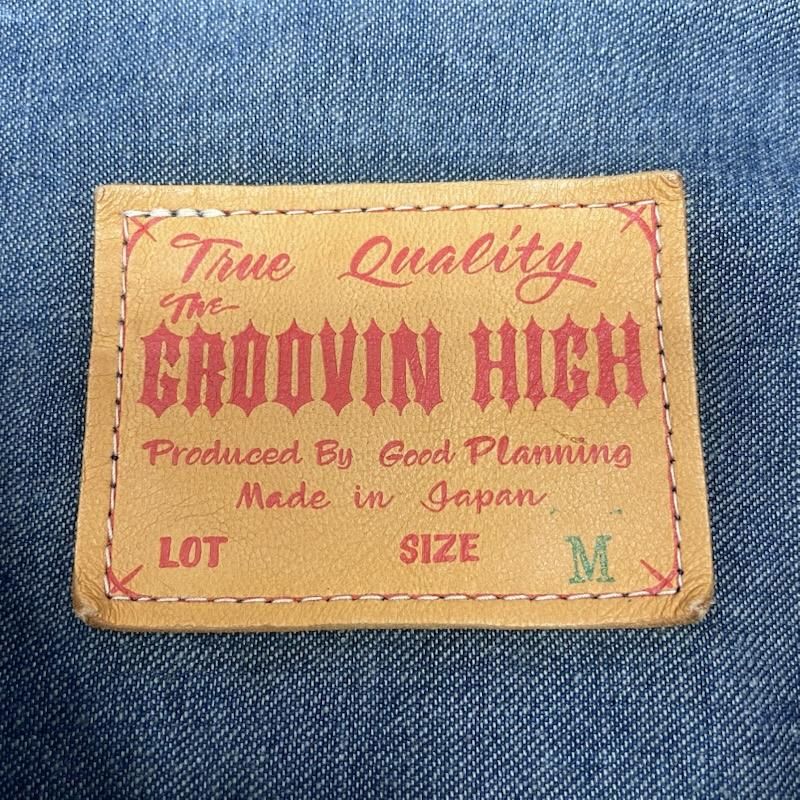 True Quality
The
GROOVIN HIGH
Produced By Good Planning
Made in Japan
LOT SIZE M